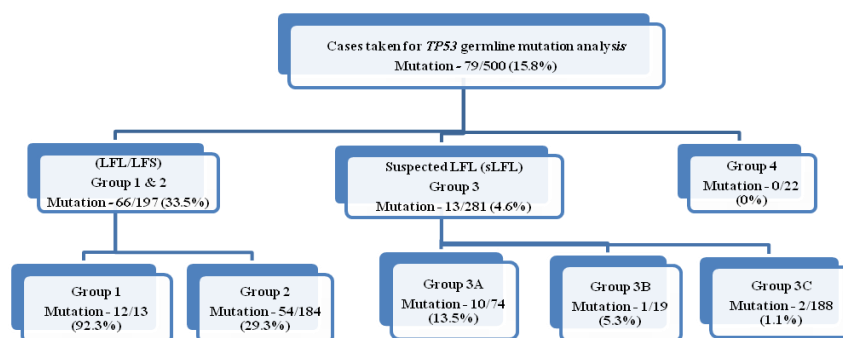 Cases taken for TP53 germline mutation analysis
Mutation - 79/500 (15.8%)
(LFL/LFS)
Group 1 & 2
Mutation - 66/197 (33.5%)
Suspected LFL (sLFL)
Group 3
Mutation - 13/281 (4.6%)
Group 4
Mutation - 0/22
(0%)
Group 1
Mutation - 12/13
(92.3%)
Group 2
Mutation - 54/184
(29.3%)
Group 3A
Mutation - 10/74
(13.5%)
Group 3B
Mutation - 1/19
(5.3%)
Group 3C
Mutation - 2/188
(1.1%)